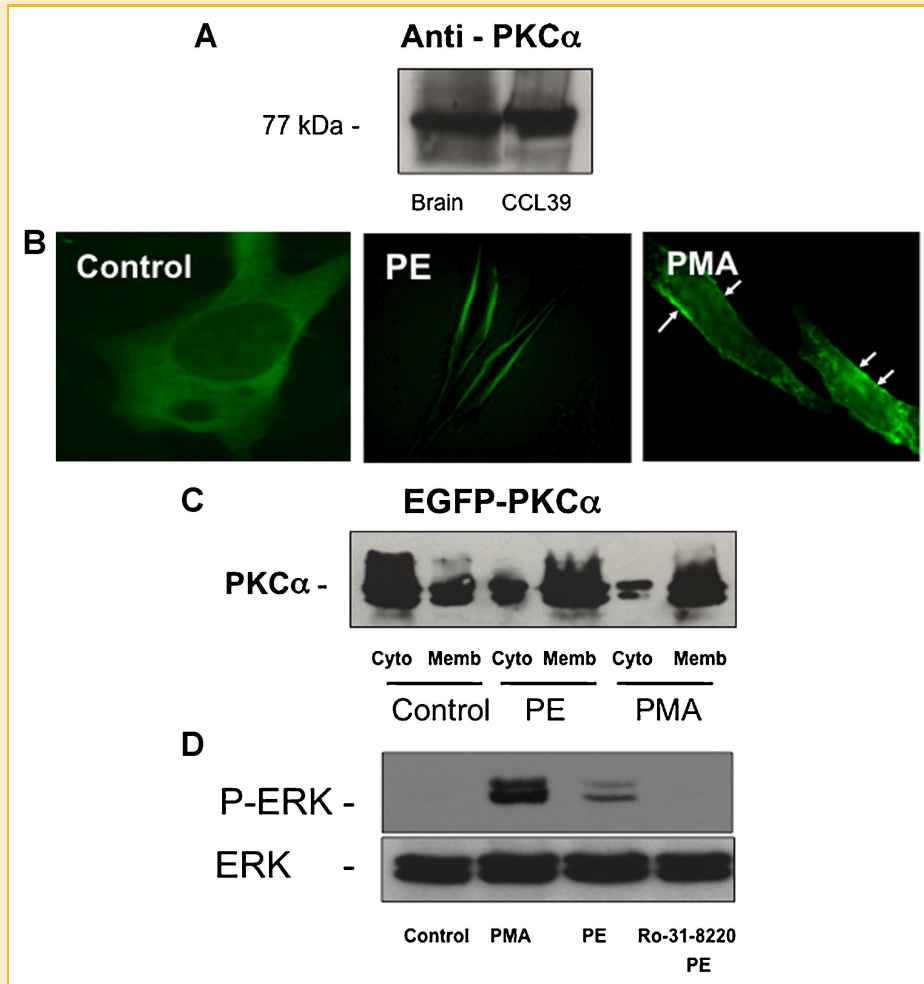 A
Anti - PKCα
77 kDa -
Brain CCL39
B
Control PE PMA
C
EGFP-PKCα
PKCα -
Cyto Memb Cyto Memb Cyto Memb
Control PE PMA
D
P-ERK -
ERK -
Control PMA PE Ro-31-8220
PE